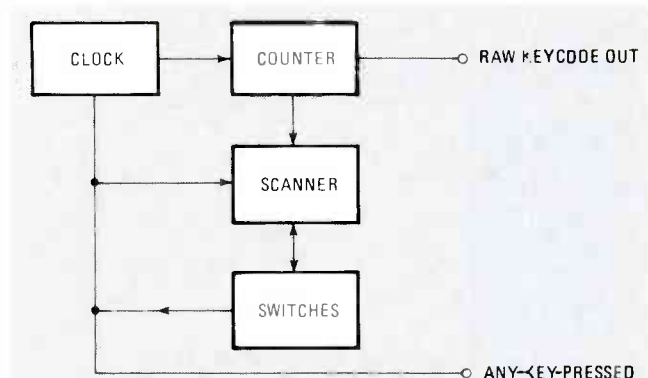 CLOCK
COUNTER
RAW KEYCODE OUT
SCANNER
SWITCHES
ANY-KEY-PRESSED